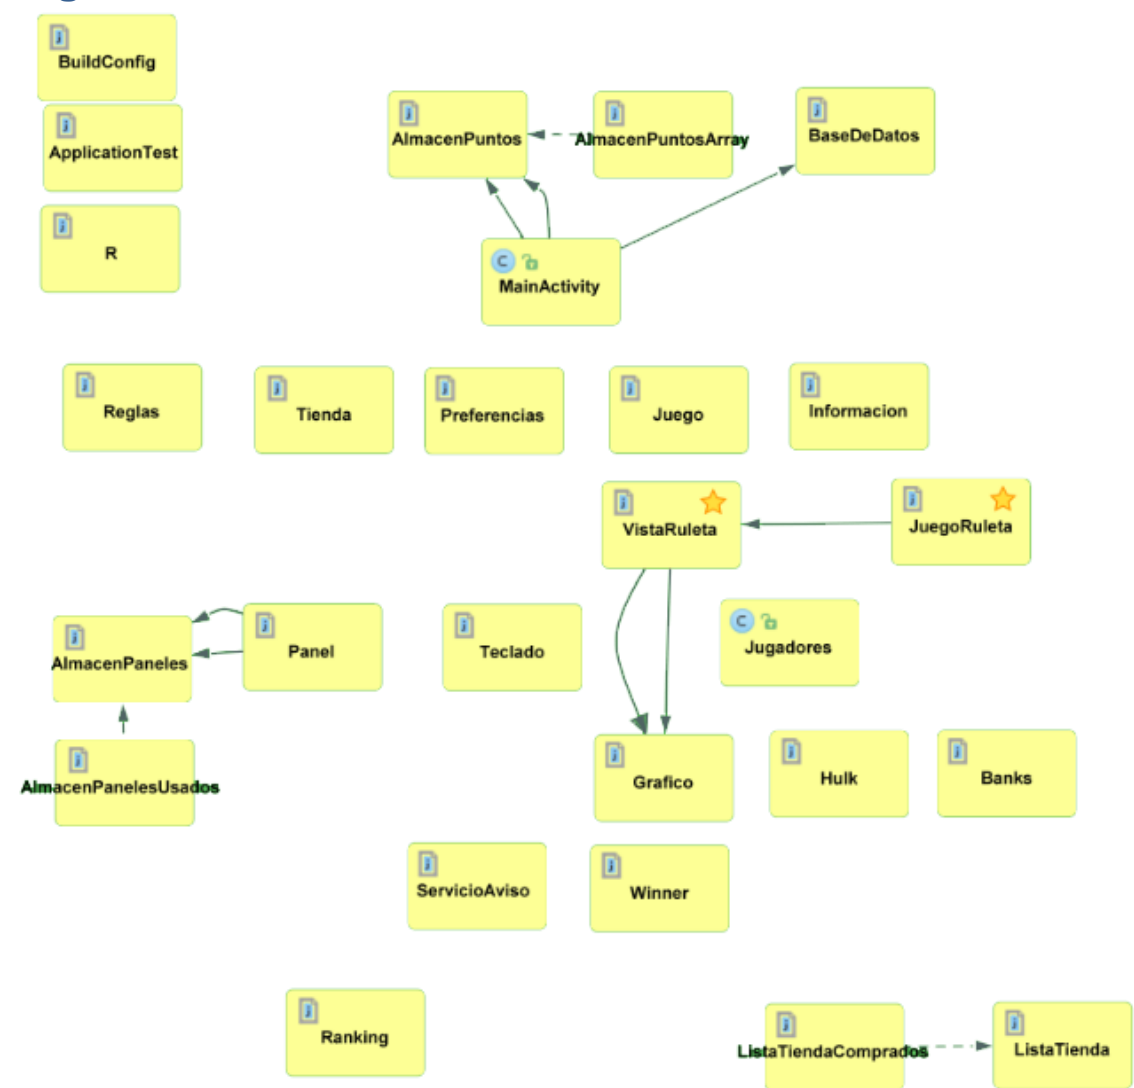 BuildConfig
ApplicationTest
R
AlmacenPuntos
AlmacenPuntosArray
BaseDeDatos
MainActivity
Reglas
Tienda
Preferencias
Juego
Informacion
VistaRuleta
JuegoRuleta
AlmacenPaneles
Panel
Teclado
Jugadores
AlmacenPanelesUsados
Grafico
Hulk
Banks
ServicioAviso
Winner
Ranking
ListaTiendaComprados
ListaTienda